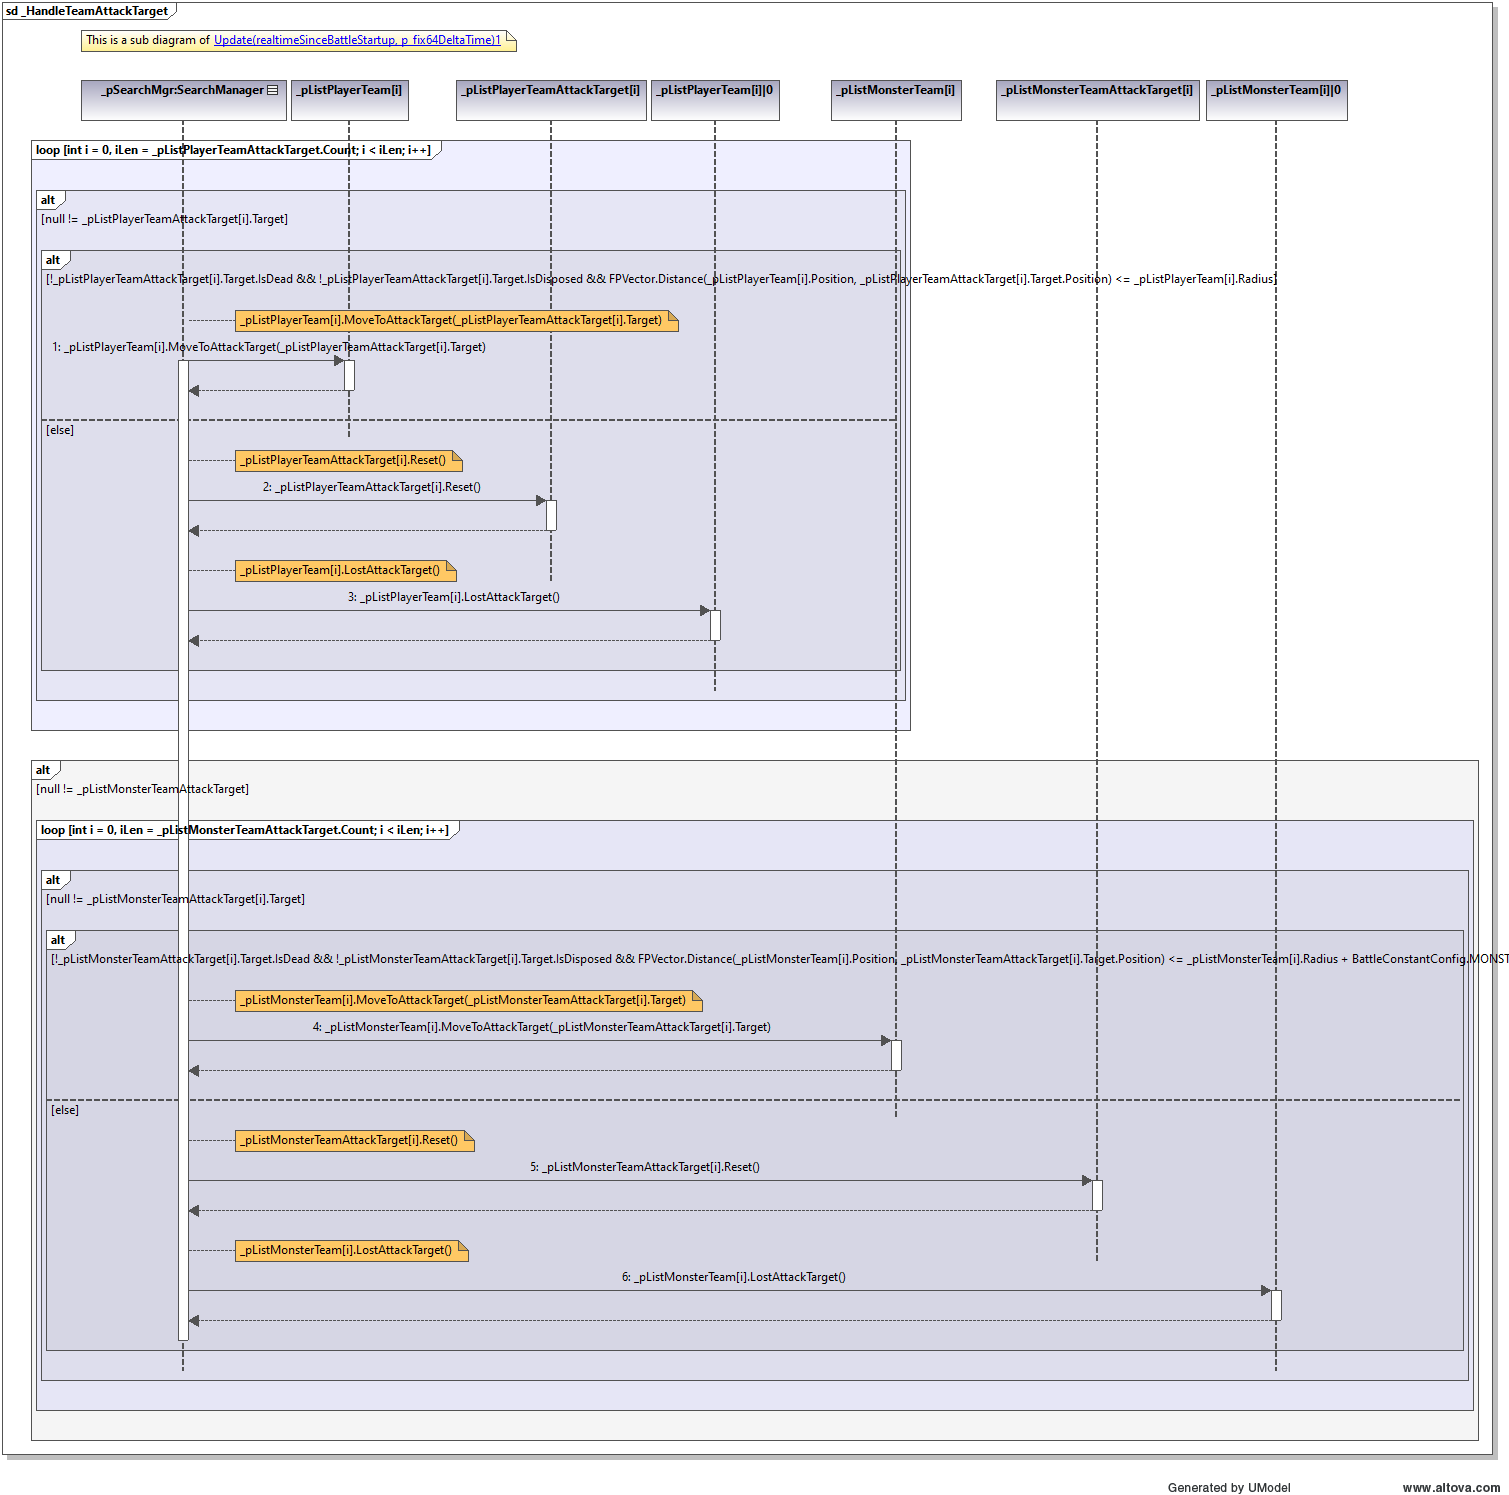 sd _HandleTeamAttackTarget
This is a sub diagram of Update(realtimeSinceBattleStartup, p_fix64DeltaTime)1
_pSearchMgr:SearchManager
_pListPlayerTeam[i]
_pListPlayerTeamAttackTarget[i]
_pListPlayerTeam[i]|0
_pListMonsterTeam[i]
_pListMonsterTeamAttackTarget[i]
_pListMonsterTeam[i]|0
loop [int i = 0, iLen = _pListPlayerTeamAttackTarget.Count; i < iLen; i++]
alt
[null != _pListPlayerTeamAttackTarget[i].Target]
alt
[!_pListPlayerTeamAttackTarget[i].Target.IsDead && !_pListPlayerTeamAttackTarget[i].Target.IsDisposed && FPVector.Distance(_pListPlayerTeam[i].Position, _pListPlayerTeamAttackTarget[i].Target.Position) <= _pListPlayerTeam[i].Radius]
_pListPlayerTeam[i].MoveToAttackTarget(_pListPlayerTeamAttackTarget[i].Target)
1: _pListPlayerTeam[i].MoveToAttackTarget(_pListPlayerTeamAttackTarget[i].Target)
[else]
_pListPlayerTeamAttackTarget[i].Reset()
2: _pListPlayerTeamAttackTarget[i].Reset()
_pListPlayerTeam[i].LostAttackTarget()
3: _pListPlayerTeam[i].LostAttackTarget()
alt
[null != _pListMonsterTeamAttackTarget]
loop [int i = 0, iLen = _pListMonsterTeamAttackTarget.Count; i < iLen; i++]
alt
[null != _pListMonsterTeamAttackTarget[i].Target]
alt
[!_pListMonsterTeamAttackTarget[i].Target.IsDead && !_pListMonsterTeamAttackTarget[i].Target.IsDisposed && FPVector.Distance(_pListMonsterTeam[i].Position, _pListMonsterTeamAttackTarget[i].Target.Position) <= _pListMonsterTeam[i].Radius + BattleConstantConfig.MONST
_pListMonsterTeam[i].MoveToAttackTarget(_pListMonsterTeamAttackTarget[i].Target)
4: _pListMonsterTeam[i].MoveToAttackTarget(_pListMonsterTeamAttackTarget[i].Target)
[else]
_pListMonsterTeamAttackTarget[i].Reset()
5: _pListMonsterTeamAttackTarget[i].Reset()
_pListMonsterTeam[i].LostAttackTarget()
6: _pListMonsterTeam[i].LostAttackTarget()
Generated by UModel
www.altova.com